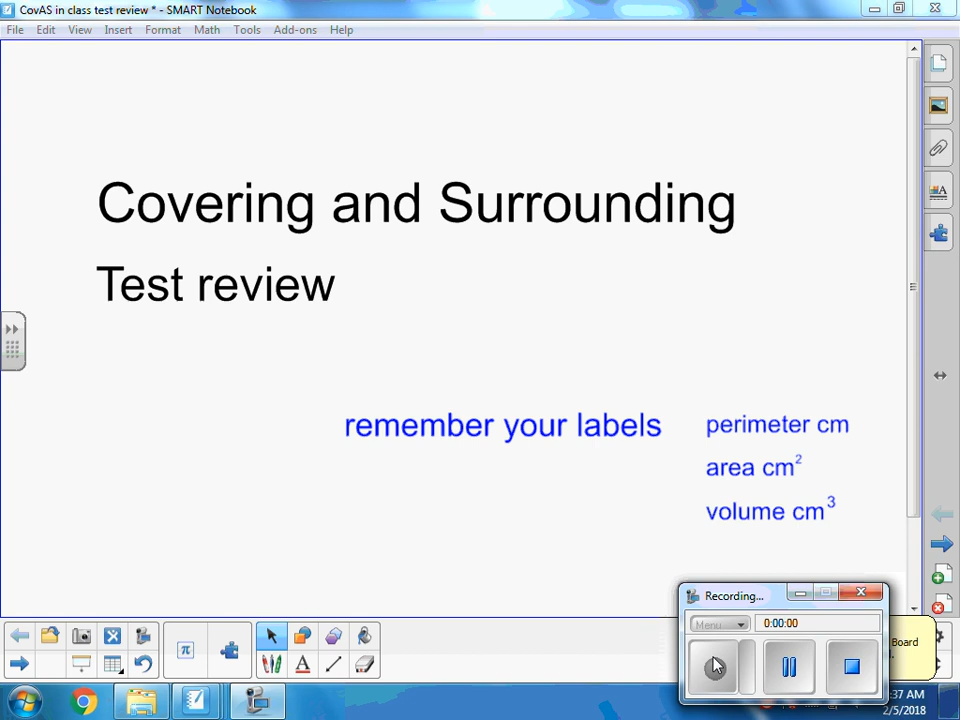 CovAS in class test review * - SMART Notebook
File Edit View Insert Format Math Tools Add-ons Help
Covering and Surrounding
Test review
remember your labels
perimeter cm
area cm²
volume cm³
Recording...
Menu
0:00:00
Board
π
A
:37 AM
2/5/2018